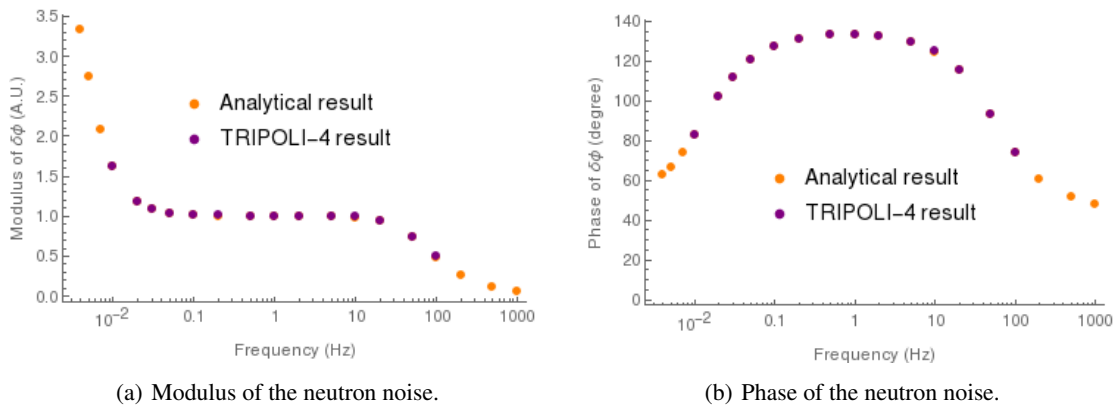 3.5
3.0
2.5
2.0
1.5
1.0
0.5
0.0
Modulus of δϕ (A.U.)
Analytical result
TRIPOLI−4 result
10⁻² 0.1 1 10 100 1000
Frequency (Hz)
(a) Modulus of the neutron noise.
140
120
100
80
60
40
20
0
Phase of δϕ (degree)
Analytical result
TRIPOLI−4 result
10⁻² 0.1 1 10 100 1000
Frequency (Hz)
(b) Phase of the neutron noise.